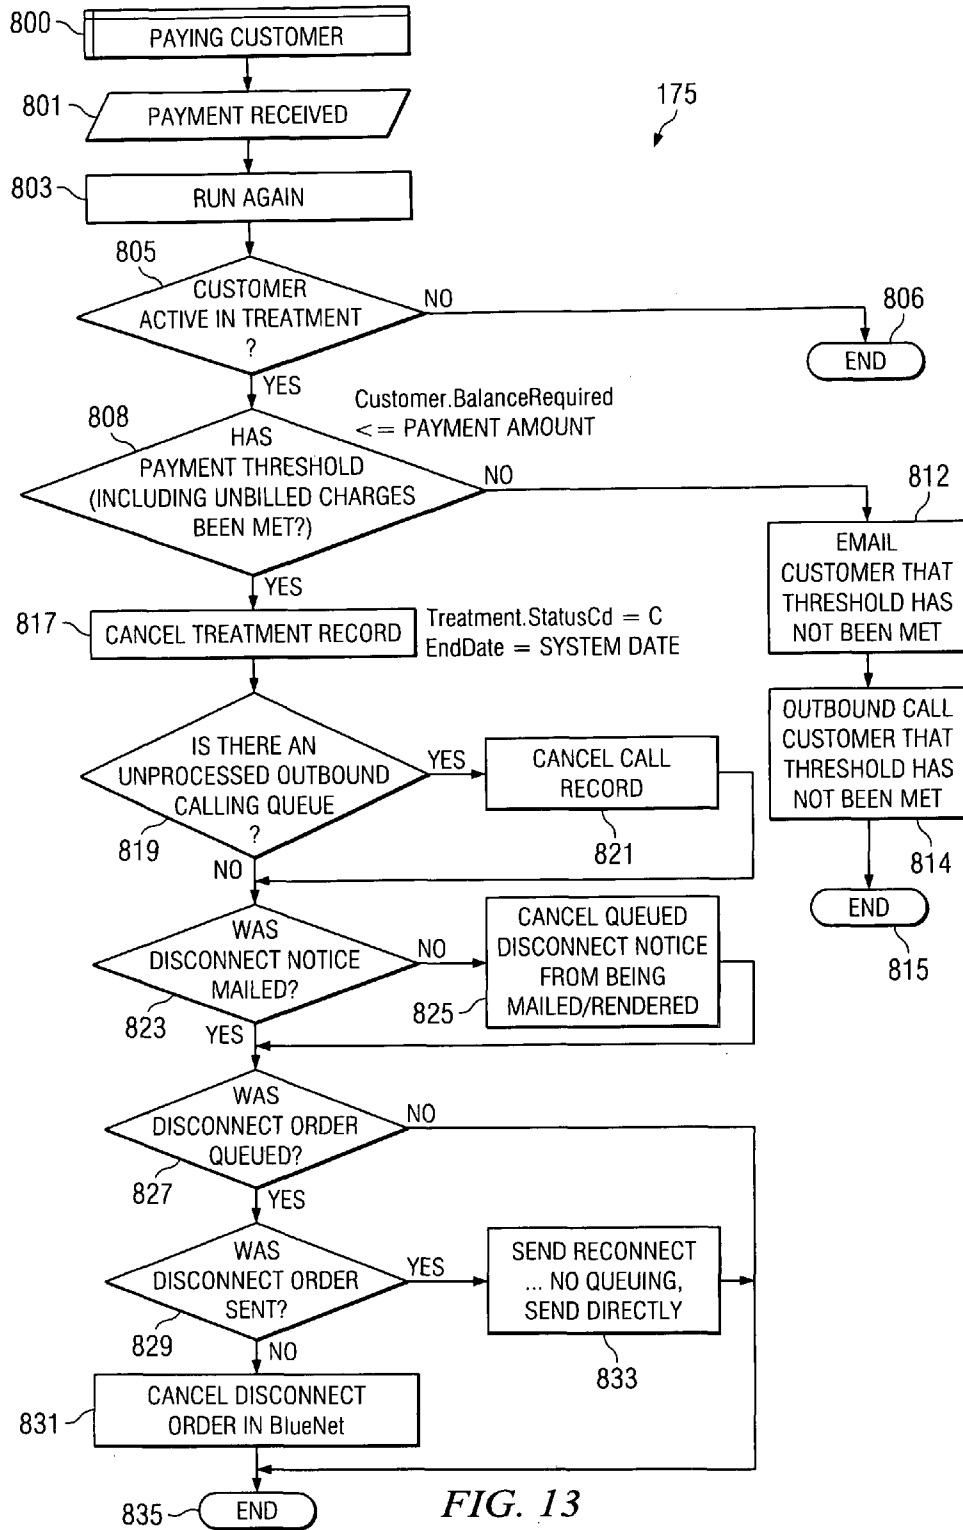 800
PAYING CUSTOMER
801
PAYMENT RECEIVED
175
803
RUN AGAIN
805
CUSTOMER
ACTIVE IN TREATMENT
?
NO
806
END
YES
Customer.BalanceRequired
<= PAYMENT AMOUNT
808
HAS
PAYMENT THRESHOLD
(INCLUDING UNBILLED CHARGES
BEEN MET?)
NO
812
EMAIL
CUSTOMER THAT
THRESHOLD HAS
NOT BEEN MET
YES
817
CANCEL TREATMENT RECORD
Treatment.StatusCd = C
EndDate = SYSTEM DATE
OUTBOUND CALL
CUSTOMER THAT
THRESHOLD HAS
NOT BEEN MET
814
IS THERE AN
UNPROCESSED OUTBOUND
CALLING QUEUE
?
819
YES
CANCEL CALL
RECORD
821
NO
END
815
WAS
DISCONNECT NOTICE
MAILED?
823
NO
CANCEL QUEUED
DISCONNECT NOTICE
FROM BEING
MAILED/RENDERED
825
YES
WAS
DISCONNECT ORDER
QUEUED?
827
NO
YES
WAS
DISCONNECT ORDER
SENT?
829
YES
SEND RECONNECT
... NO QUEUING,
SEND DIRECTLY
833
NO
831
CANCEL DISCONNECT
ORDER IN BlueNet
835
END
FIG. 13